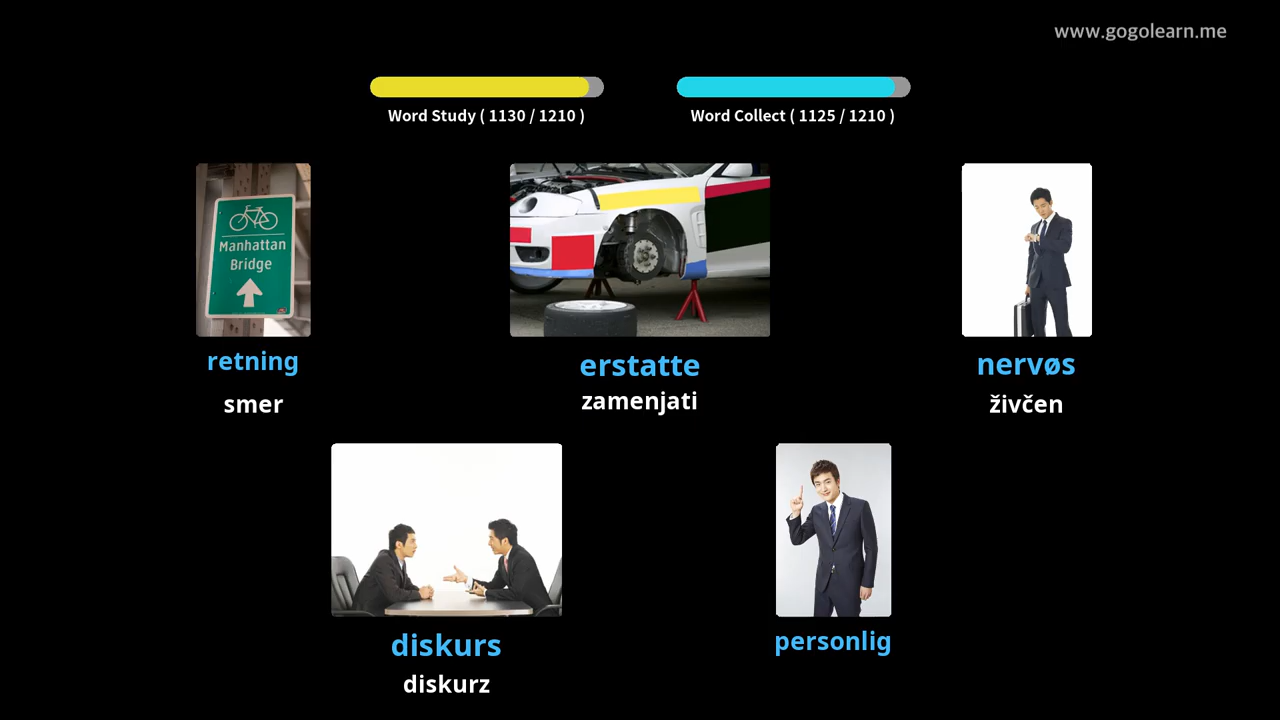 www.gogolearn.me
Word Study ( 1130 / 1210 )
Word Collect ( 1125 / 1210 )
Manhattan
Bridge
retning
smer
erstatte
zamenjati
nervøs
živčen
diskurs
diskurz
personlig